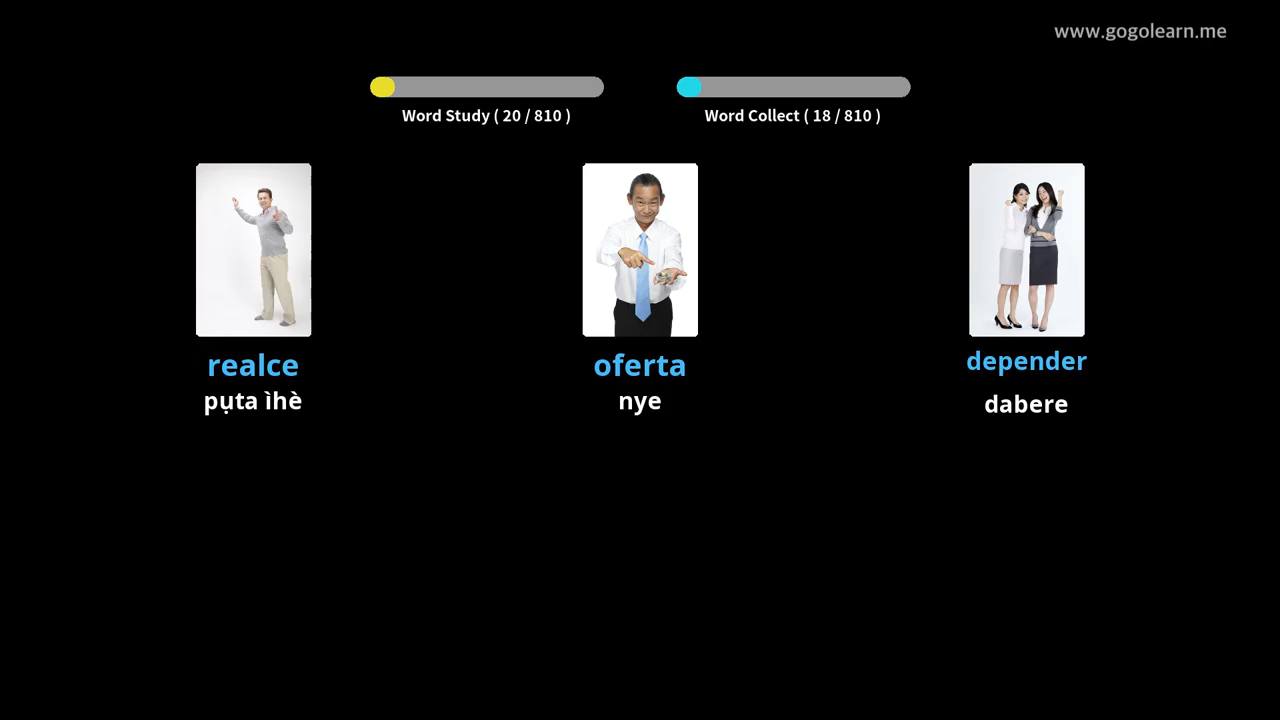 www.gogolearn.me
Word Study ( 20 / 810 )
Word Collect ( 18 / 810 )
realce
pụta ìhè
oferta
nye
depender
dabere